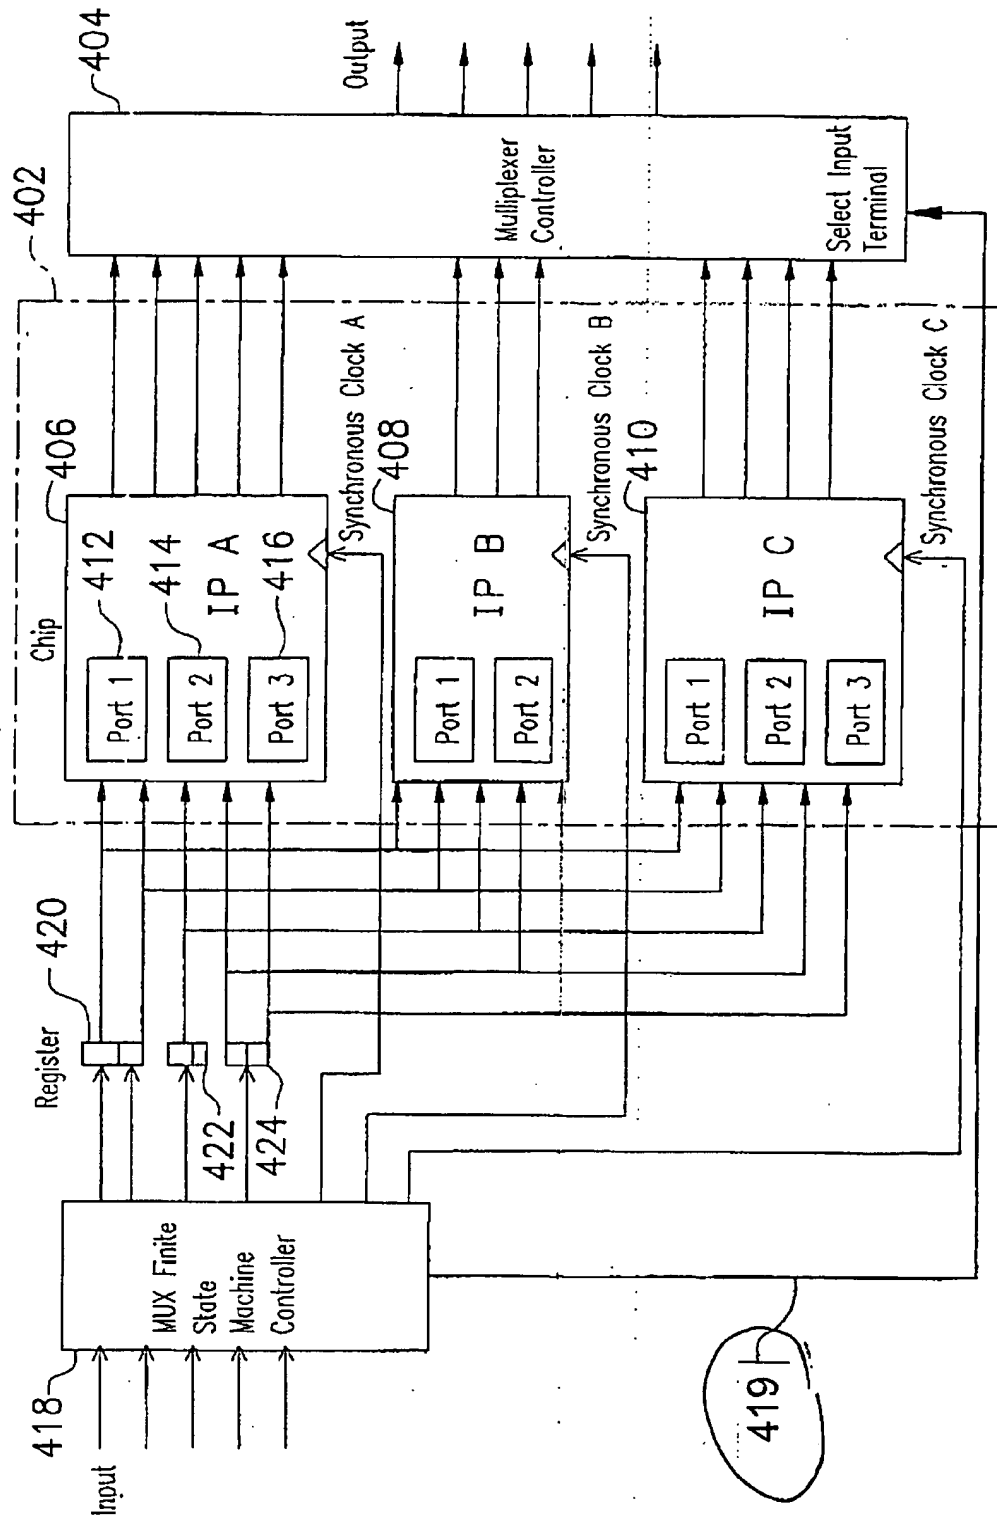 Input
418
MUX Finite
State
Machine
Controller
419
Register
420
422
424
Chip
402
406
412
414
416
Port 1
Port 2
Port 3
IP A
Synchronous Clock A
408
Port 1
Port 2
IP B
Synchronous Clock B
410
Port 1
Port 2
Port 3
IP C
Synchronous Clock C
404
Multiplexer
Controller
Select Input
Terminal
Output